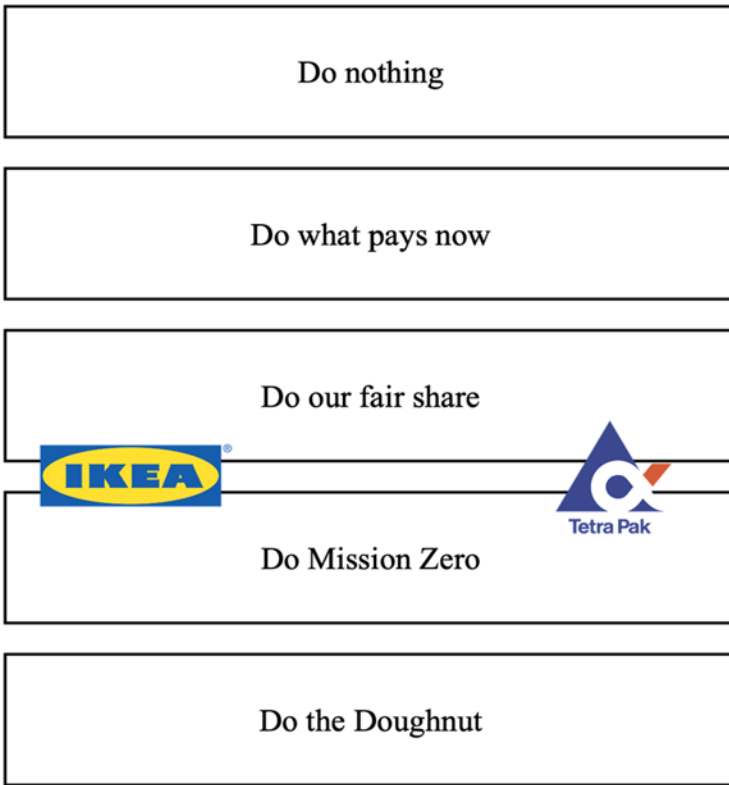 Do nothing
Do what pays now
Do our fair share
IKEA®
Tetra Pak
Do Mission Zero
Do the Doughnut